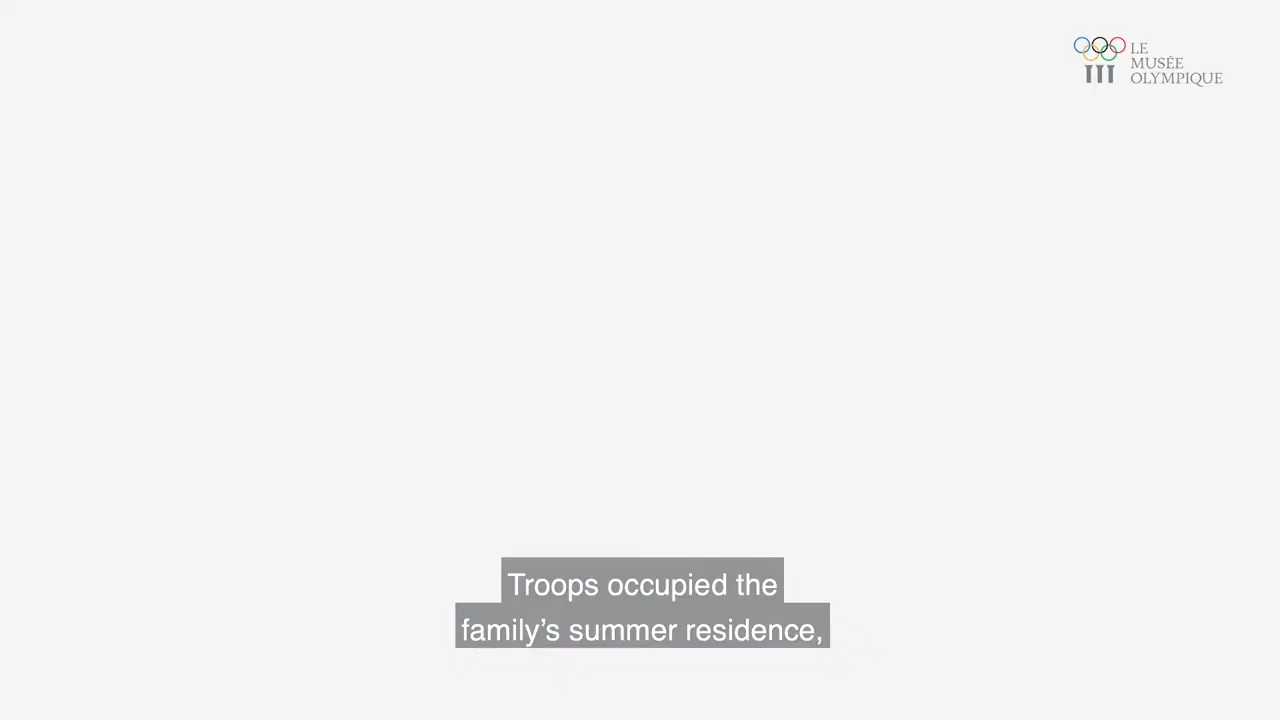 LE
MUSÉE
OLYMPIQUE
Troops occupied the
family’s summer residence,